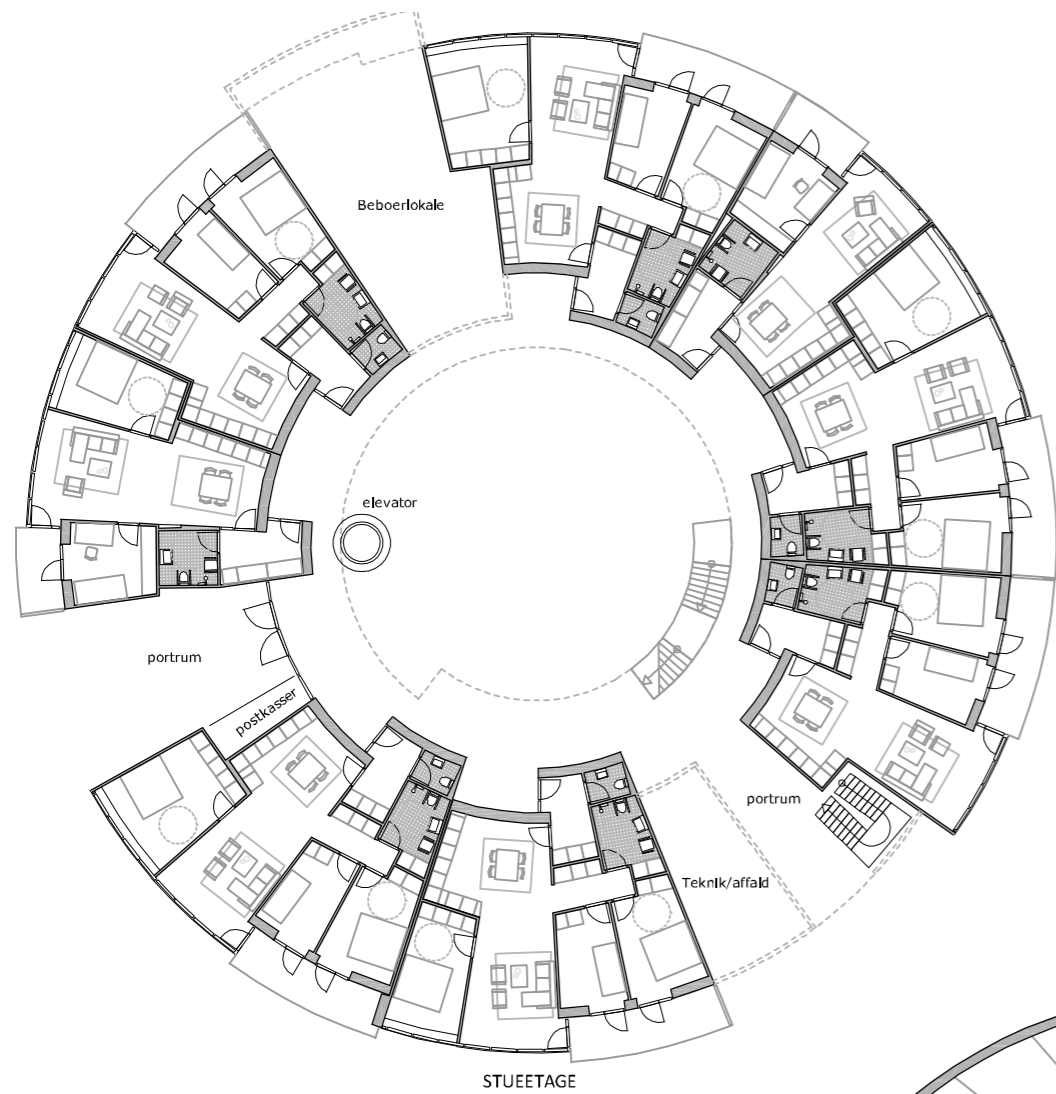 Beboerlokale
elevator
portrum
postkasser
portrum
Teknik/affald
STUEETAGE